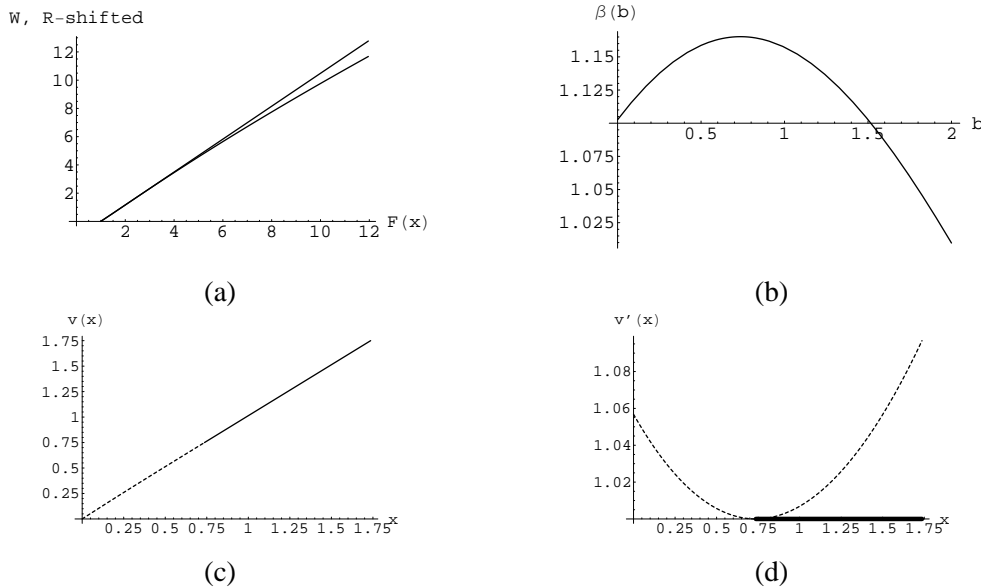 W, R-shifted
12
10
8
6
4
2
2 4 6 8 10 12 F(x)
(a)
β(b)
1.15
1.125
1.075
1.05
1.025
0.5 1 1.5 2 b
(b)
v(x)
1.75
1.5
1.25
1
0.75
0.5
0.25
0.25 0.5 0.75 1 1.25 1.5 1.75 x
(c)
v'(x)
1.08
1.06
1.04
1.02
0.25 0.5 0.75 1 1.25 1.5 1.75 x
(d)